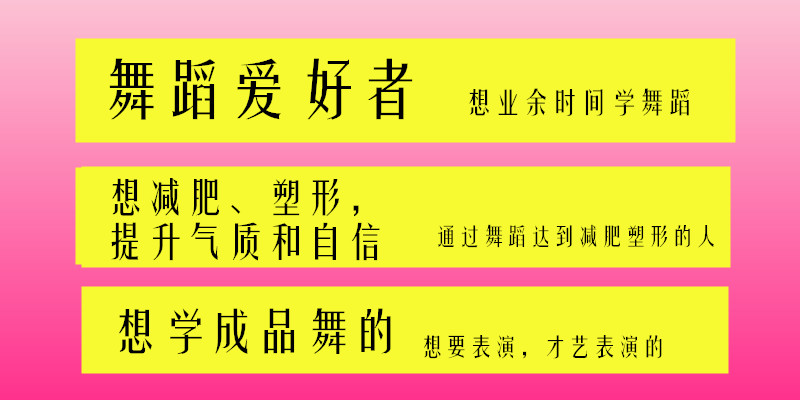 舞蹈爱好者 想业余时间学舞蹈
想减肥、塑形，
提升气质和自信 通过舞蹈达到减肥塑形的人
想学成品舞的 想要表演，才艺表演的